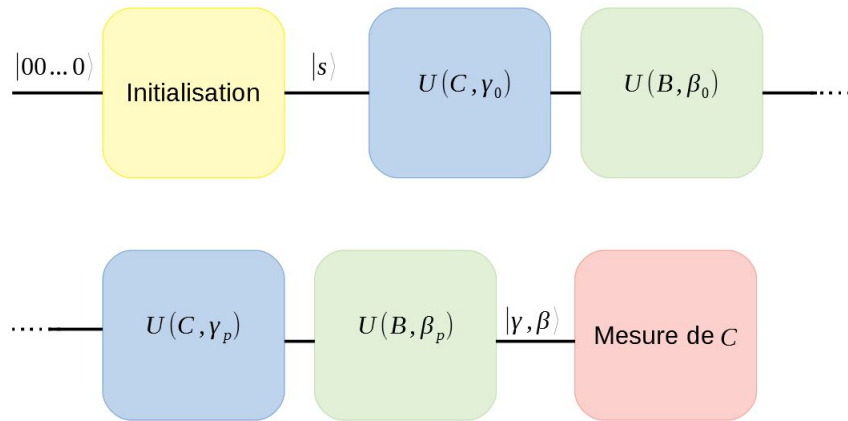 |00...0⟩
Initialisation
|s⟩
U(C,γ₀)
U(B,β₀)
U(C,γₚ)
U(B,βₚ)
|γ,β⟩
Mesure de C